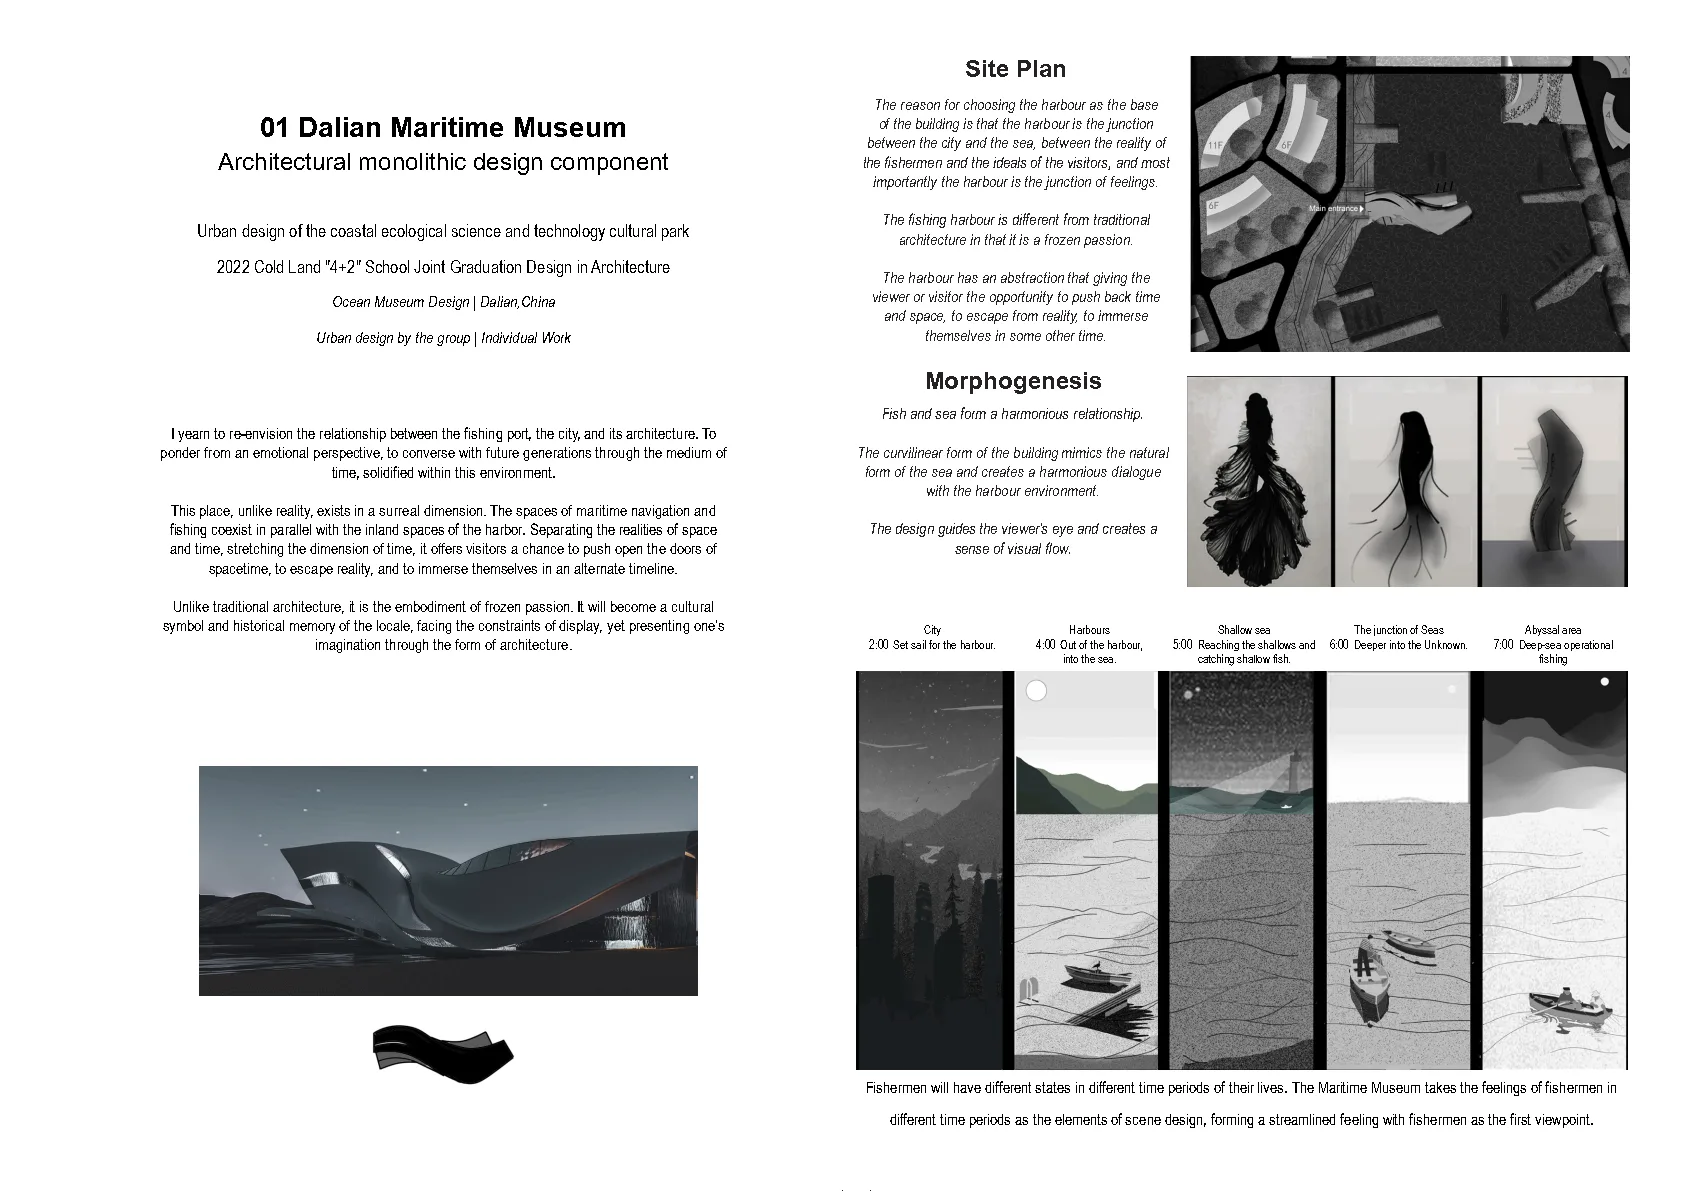 01 Dalian Maritime Museum
Architectural monolithic design component
Urban design of the coastal ecological science and technology cultural park
2022 Cold Land "4+2" School Joint Graduation Design in Architecture
Ocean Museum Design | Dalian,China
Urban design by the group | Individual Work
I yearn to re-envision the relationship between the fishing port, the city, and its architecture. To
ponder from an emotional perspective, to converse with future generations through the medium of
time, solidified within this environment.
This place, unlike reality, exists in a surreal dimension. The spaces of maritime navigation and
fishing coexist in parallel with the inland spaces of the harbor. Separating the realities of space
and time, stretching the dimension of time, it offers visitors a chance to push open the doors of
spacetime, to escape reality, and to immerse themselves in an alternate timeline.
Unlike traditional architecture, it is the embodiment of frozen passion. It will become a cultural
symbol and historical memory of the locale, facing the constraints of display, yet presenting one's
imagination through the form of architecture.
Site Plan
The reason for choosing the harbour as the base
of the building is that the harbour is the junction
between the city and the sea, between the reality of
the fishermen and the ideals of the visitors, and most
importantly the harbour is the junction of feelings.
The fishing harbour is different from traditional
architecture in that it is a frozen passion.
The harbour has an abstraction that giving the
viewer or visitor the opportunity to push back time
and space, to escape from reality, to immerse
themselves in some other time.
11F
6F
6F
4
4
Main entrance
Morphogenesis
Fish and sea form a harmonious relationship.
The curvilinear form of the building mimics the natural
form of the sea and creates a harmonious dialogue
with the harbour environment.
The design guides the viewer's eye and creates a
sense of visual flow.
City
2:00 Set sail for the harbour.
Harbours
4:00 Out of the harbour,
into the sea.
Shallow sea
5:00 Reaching the shallows and
catching shallow fish.
The junction of Seas
6:00 Deeper into the Unknown.
Abyssal area
7:00 Deep-sea operational
fishing
Fishermen will have different states in different time periods of their lives. The Maritime Museum takes the feelings of fishermen in
different time periods as the elements of scene design, forming a streamlined feeling with fishermen as the first viewpoint.